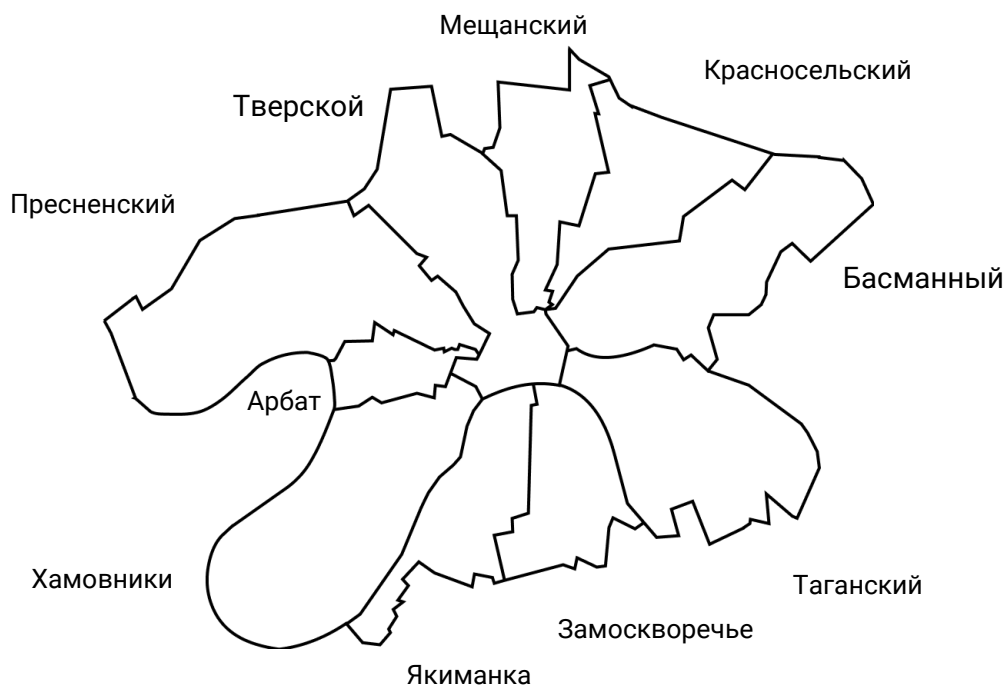 Мещанский
Красносельский
Тверской
Пресненский
Басманный
Арбат
Хамовники
Таганский
Замоскворечье
Якиманка